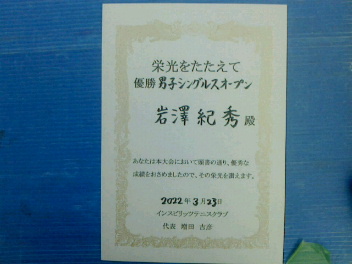 栄光をたたえて
優勝 男子シングルスオープン
岩澤紀秀 殿
あなたは本大会において頭書の通り、優秀な
成績をおさめましたので、その栄光を讃えます。
2022年3月23日
インスピリッツテニスクラブ
代表 増田 吉彦